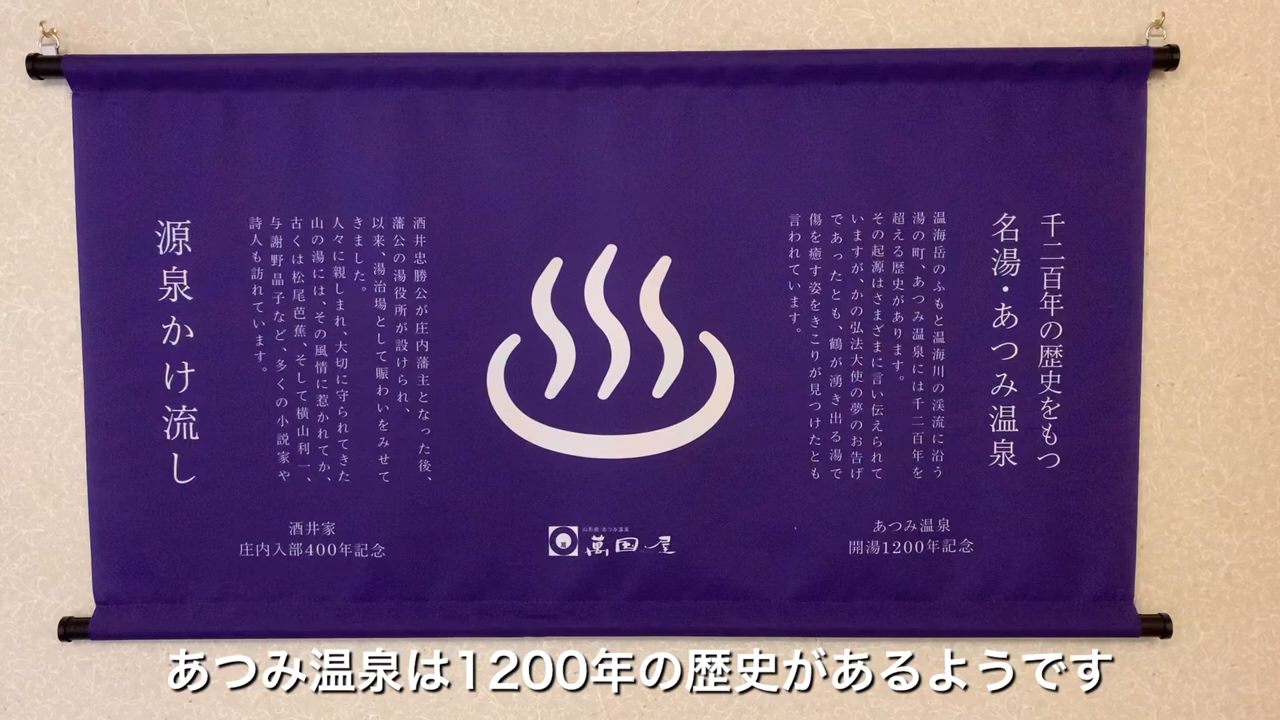 千二百年の歴史をもつ
名湯・あつみ温泉
温海岳のふもと温海川の渓流に沿う
湯の町、あつみ温泉には千二百年を
超える歴史があります。
その起源はさまざまに言い伝えられて
いますが、かの弘法大使の夢のお告げ
であったとも、鶴が湧き出る湯で
傷を癒す姿をきこりが見つけたとも
言われています。
あつみ温泉
開湯1200年記念
山形県・あつみ温泉
萬国屋
酒井忠勝公が庄内藩主となった後、
藩公の湯役所が設けられ、
以来、湯治場として賑わいをみせて
きました。
人々に親しまれ、大切に守られてきた
山の湯には、その風情に惹かれてか、
古くは松尾芭蕉、そして横山利一、
与謝野晶子など、多くの小説家や
詩人も訪れています。
源泉かけ流し
酒井家
庄内入部400年記念
あつみ温泉は1200年の歴史があるようです